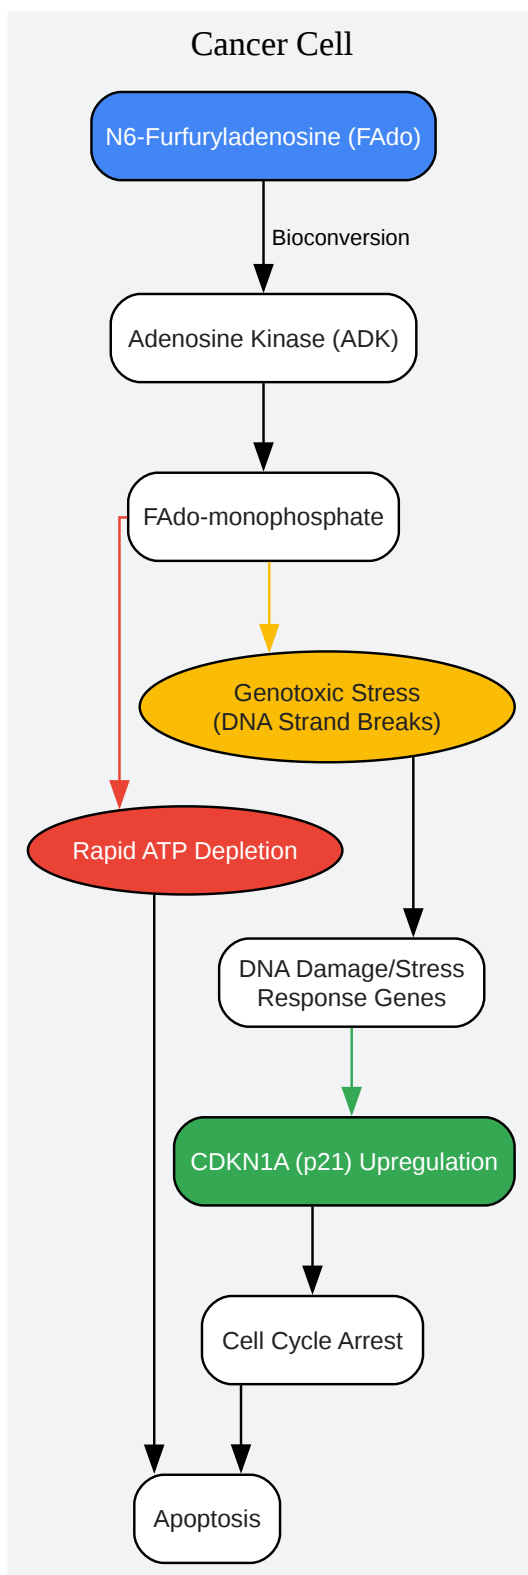 Cancer Cell
N6-Furfuryladenosine (FAdo)
Bioconversion
Adenosine Kinase (ADK)
FAdo-monophosphate
Genotoxic Stress
(DNA Strand Breaks)
Rapid ATP Depletion
DNA Damage/Stress
Response Genes
CDKN1A (p21) Upregulation
Cell Cycle Arrest
Apoptosis